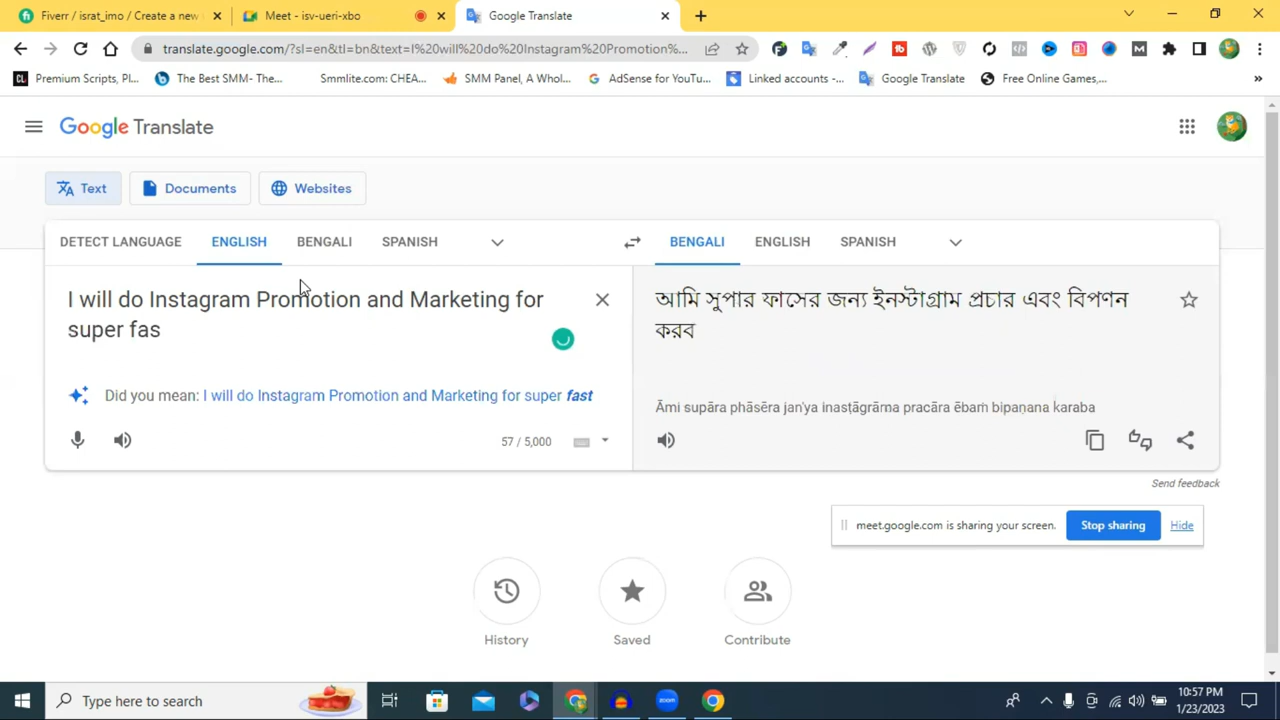 Fiverr / israt_imo / Create a new
Meet - isv-ueri-xbo
Google Translate
translate.google.com/?sl=en&tl=bn&text=I%20will%20do%20Instagram%20Promotion%...
Premium Scripts, Pl...
The Best SMM- The...
Smmlite.com: CHEA...
SMM Panel, A Whol...
AdSense for YouTu...
Linked accounts -...
Google Translate
Free Online Games,...
»
Google Translate
Text
Documents
Websites
DETECT LANGUAGE
ENGLISH
BENGALI
SPANISH
BENGALI
ENGLISH
SPANISH
I will do Instagram Promotion and Marketing for
super fas
আমি সুপার ফাসের জন্য ইনস্টাগ্রাম প্রচার এবং বিপণন
করব
Did you mean: I will do Instagram Promotion and Marketing for super fast
Āmi supāra phāsēra jan'ya inasṭāgrāma pracāra ēbaṁ bipaṇana karaba
57 / 5,000
Send feedback
meet.google.com is sharing your screen.
Stop sharing
Hide
History
Saved
Contribute
Type here to search
10:57 PM
1/23/2023